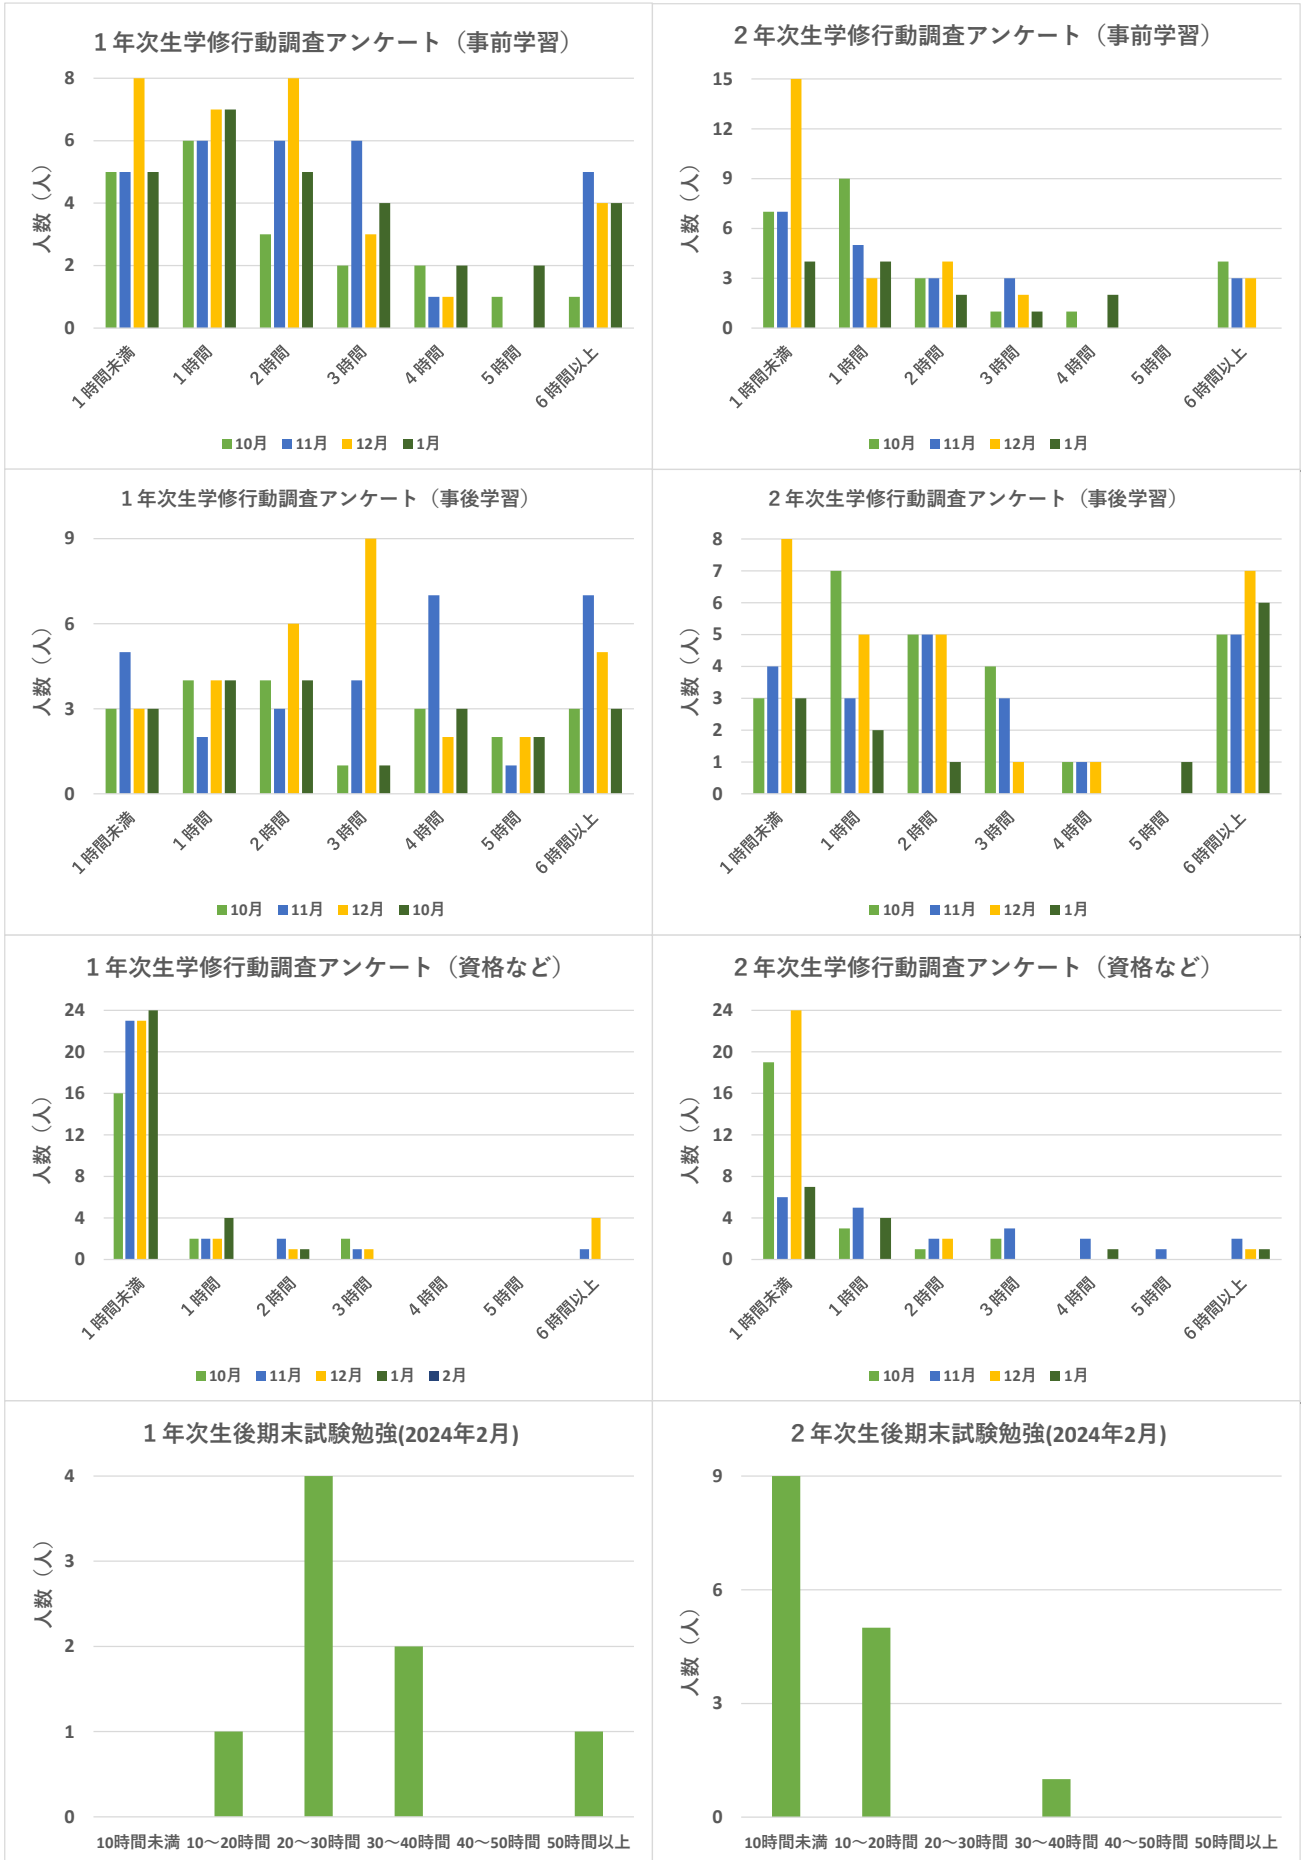 １年次生学修行動調査アンケート（事前学習）
人数（人）
8
6
4
2
0
１時間未満
１時間
２時間
３時間
４時間
５時間
６時間以上
10月 11月 12月 1月
２年次生学修行動調査アンケート（事前学習）
人数（人）
15
12
9
6
3
0
１時間未満
１時間
２時間
３時間
４時間
５時間
６時間以上
10月 11月 12月 1月
１年次生学修行動調査アンケート（事後学習）
人数（人）
9
6
3
0
１時間未満
１時間
２時間
３時間
４時間
５時間
６時間以上
10月 11月 12月 10月
２年次生学修行動調査アンケート（事後学習）
人数（人）
8
7
6
5
4
3
2
1
0
１時間未満
１時間
２時間
３時間
４時間
５時間
６時間以上
10月 11月 12月 1月
１年次生学修行動調査アンケート（資格など）
人数（人）
24
20
16
12
8
4
0
１時間未満
１時間
２時間
３時間
４時間
５時間
６時間以上
10月 11月 12月 1月 2月
２年次生学修行動調査アンケート（資格など）
人数（人）
24
20
16
12
8
4
0
１時間未満
１時間
２時間
３時間
４時間
５時間
６時間以上
10月 11月 12月 1月
１年次生後期末試験勉強(2024年2月)
人数（人）
4
3
2
1
0
10時間未満 10～20時間 20～30時間 30～40時間 40～50時間 50時間以上
２年次生後期末試験勉強(2024年2月)
人数（人）
9
6
3
0
10時間未満 10～20時間 20～30時間 30～40時間 40～50時間 50時間以上